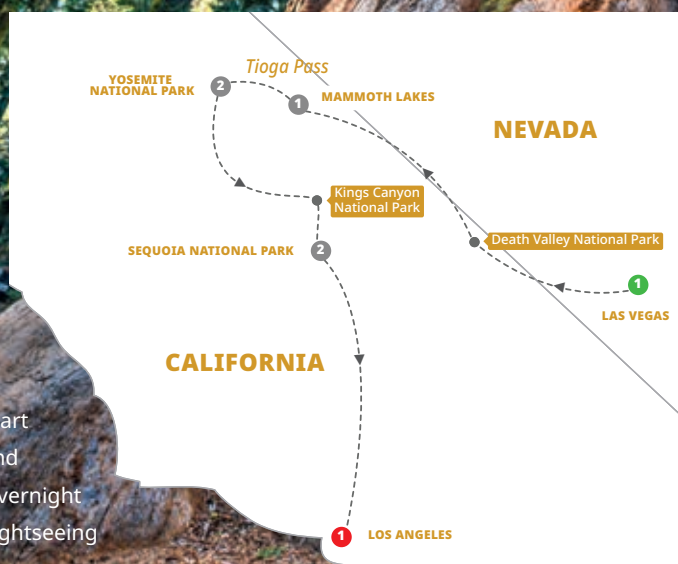 Tioga Pass
YOSEMITE
NATIONAL PARK
2
1
MAMMOTH LAKES
NEVADA
Kings Canyon
National Park
Death Valley National Park
SEQUOIA NATIONAL PARK
2
1
LAS VEGAS
CALIFORNIA
art
nd
vernight
ghtseeing
1
LOS ANGELES